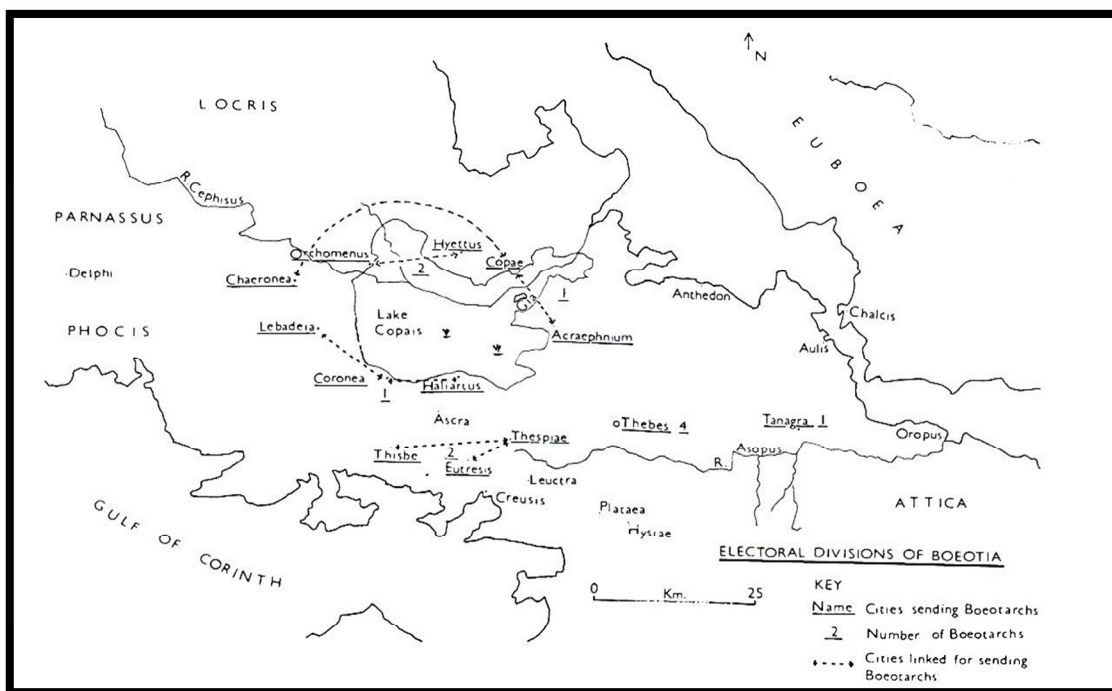 N
LOCRIS
EUBOEA
R. Cephisus
PARNASSUS
Orchomenus
Hyettus
2
Copae
Delphi
Chaeronea
1
Anthedon
Chalcis
PHOCIS
Lebadeia
Lake
Copais
Acraephnium
Aulis
Coronea
Haliartus
1
Ascra
Thebes 4
Tanagra 1
Oropus
Thespiae
Thisbe
2
Eutresis
R. Asopus
Leuctra
Creusis
Plataea
Hysiae
ATTICA
GULF OF CORINTH
ELECTORAL DIVISIONS OF BOEOTIA
0 Km. 25
KEY
Name Cities sending Boeotarchs
2 Number of Boeotarchs
Cities linked for sending
Boeotarchs